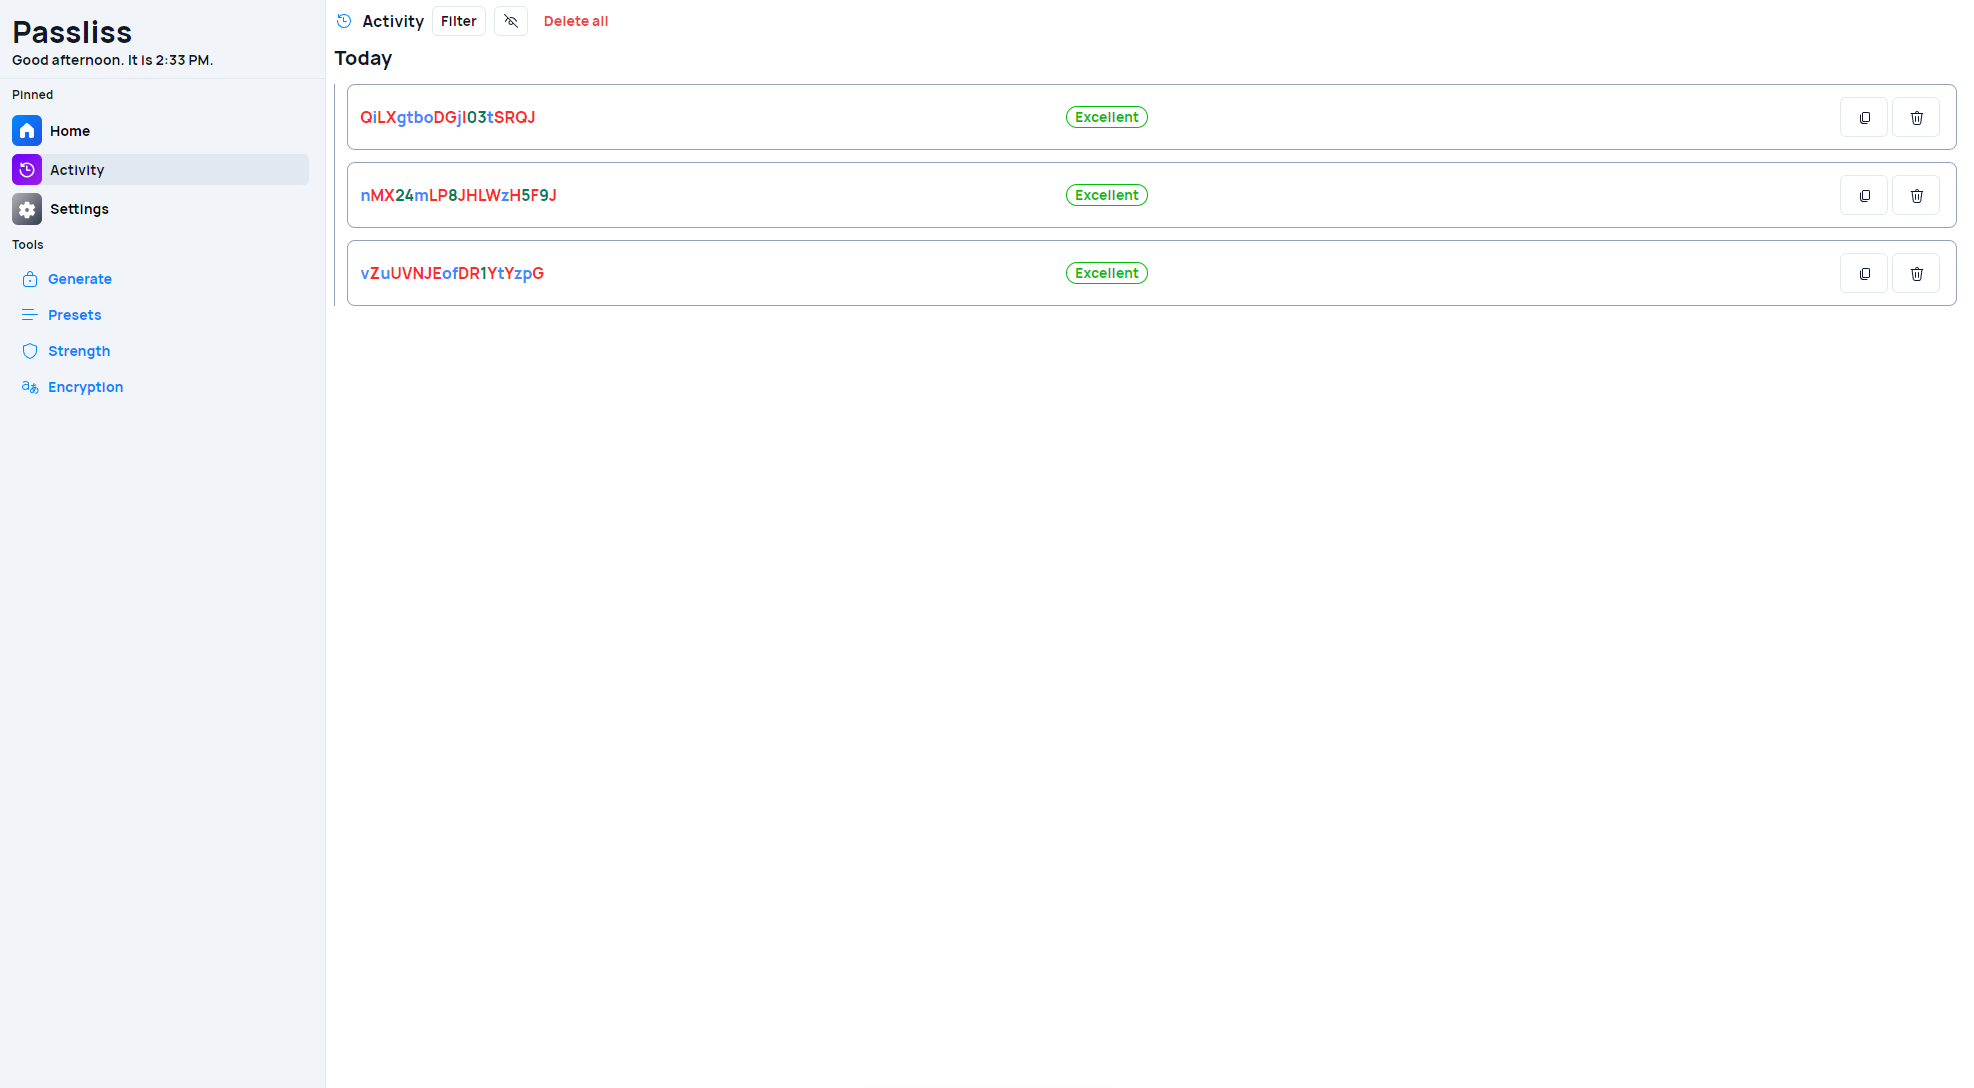 Passliss
Good afternoon. It is 2:33 PM.
Pinned
Home
Activity
Settings
Tools
Generate
Presets
Strength
Encryption
Activity Filter Delete all
Today
QiLXgtboDGjI03tSRQJ Excellent
nMX24mLP8JHLWzH5F9J Excellent
vZuUVNJEofDR1YtYzpG Excellent